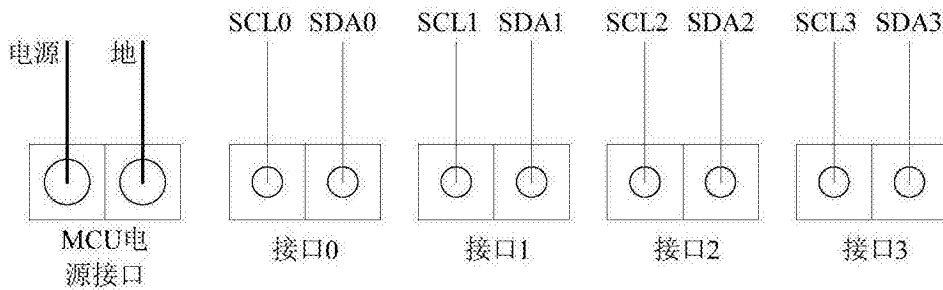 SCL0 SDA0 SCL1 SDA1 SCL2 SDA2 SCL3 SDA3
电源 地
MCU电
源接口
接口0 接口1 接口2 接口3